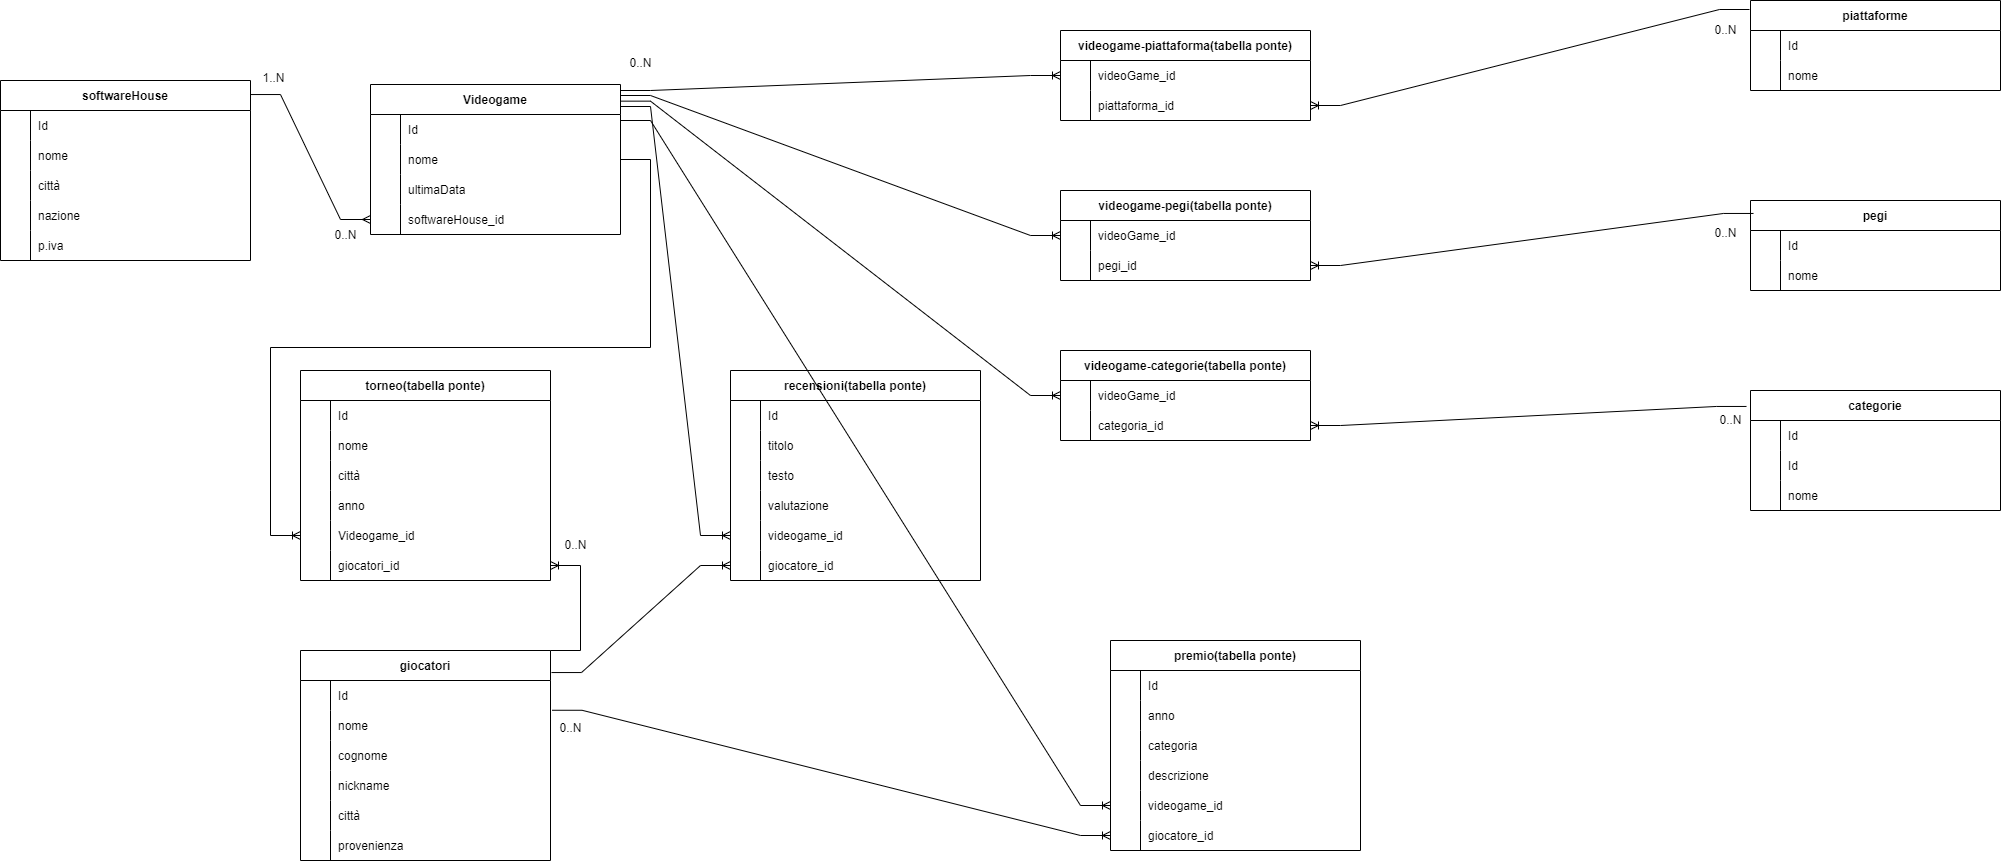 softwareHouse
Id
nome
città
nazione
p.iva
1..N
0..N
Videogame
Id
nome
ultimaData
softwareHouse_id
0..N
videogame-piattaforma(tabella ponte)
videoGame_id
piattaforma_id
0..N
piattaforme
Id
nome
videogame-pegi(tabella ponte)
videoGame_id
pegi_id
0..N
pegi
Id
nome
videogame-categorie(tabella ponte)
videoGame_id
categoria_id
0..N
categorie
Id
Id
nome
torneo(tabella ponte)
Id
nome
città
anno
Videogame_id
giocatori_id
0..N
recensioni(tabella ponte)
Id
titolo
testo
valutazione
videogame_id
giocatore_id
giocatori
Id
nome
cognome
nickname
città
provenienza
0..N
premio(tabella ponte)
Id
anno
categoria
descrizione
videogame_id
giocatore_id